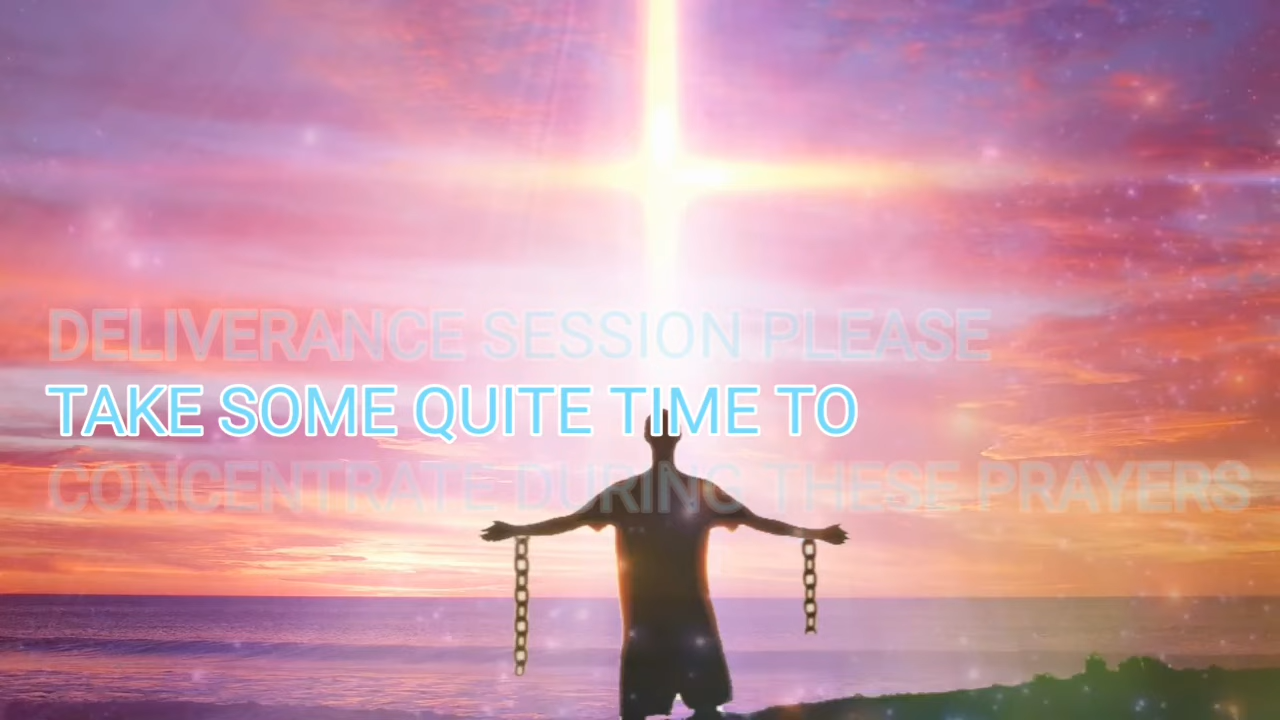 DELIVERANCE SESSION PLEASE
TAKE SOME QUITE TIME TO
CONCENTRATE DURING THESE PRAYERS